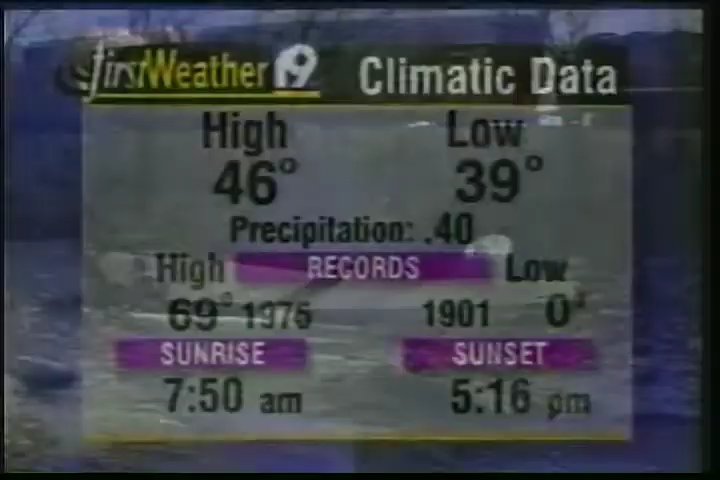 firstWeather 19 Climatic Data
High Low
46° 39°
Precipitation: .40
High RECORDS Low
69° 1975 1901 0°
SUNRISE SUNSET
7:50 am 5:16 pm